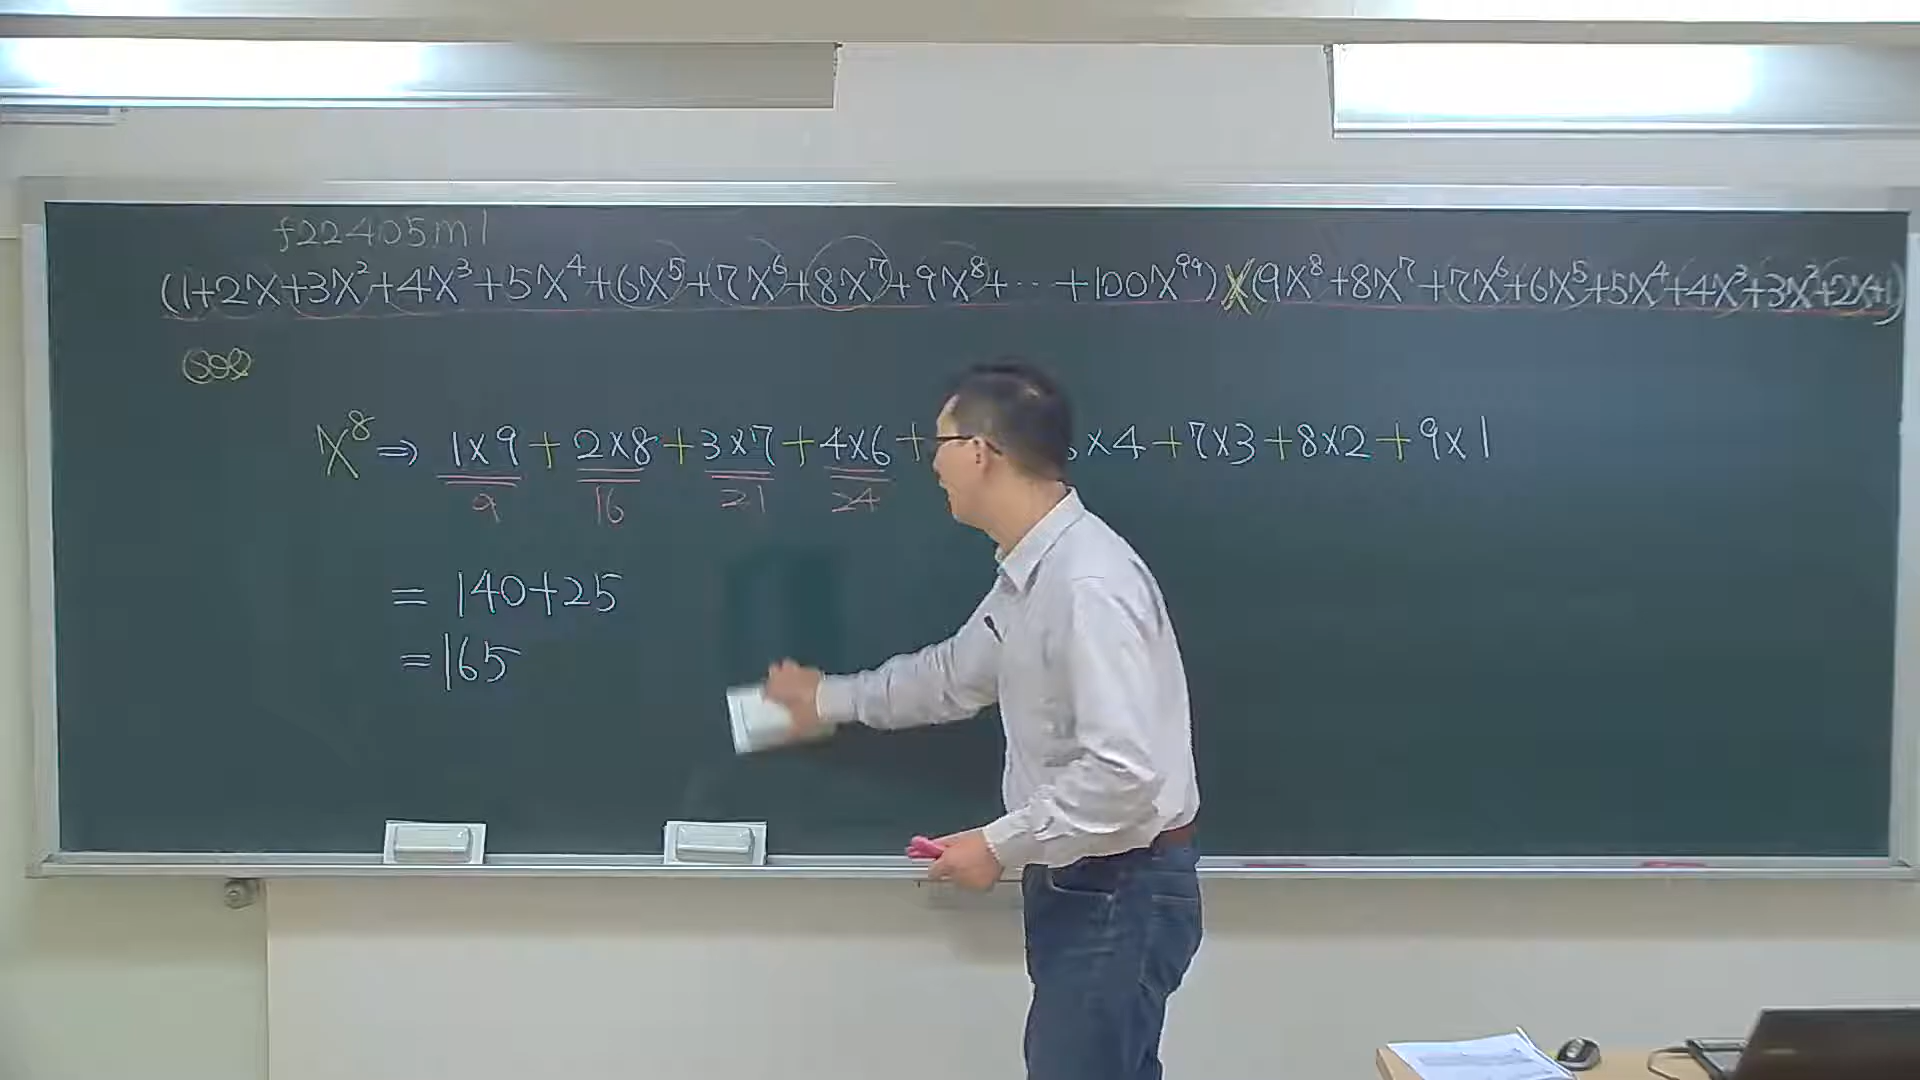 f22405m1
(1+2x+3x²+4x³+5x⁴+6x⁵+7x⁶+8x⁷+9x⁸+⋯+100x⁹⁹)×(9x⁸+8x⁷+7x⁶+6x⁵+5x⁴+4x³+3x²+2x+1)
sol
x⁸⇒ 1×9+2×8+3×7+4×6+ ×4+7×3+8×2+9×1
9 16 21 24
= 140+25
=165